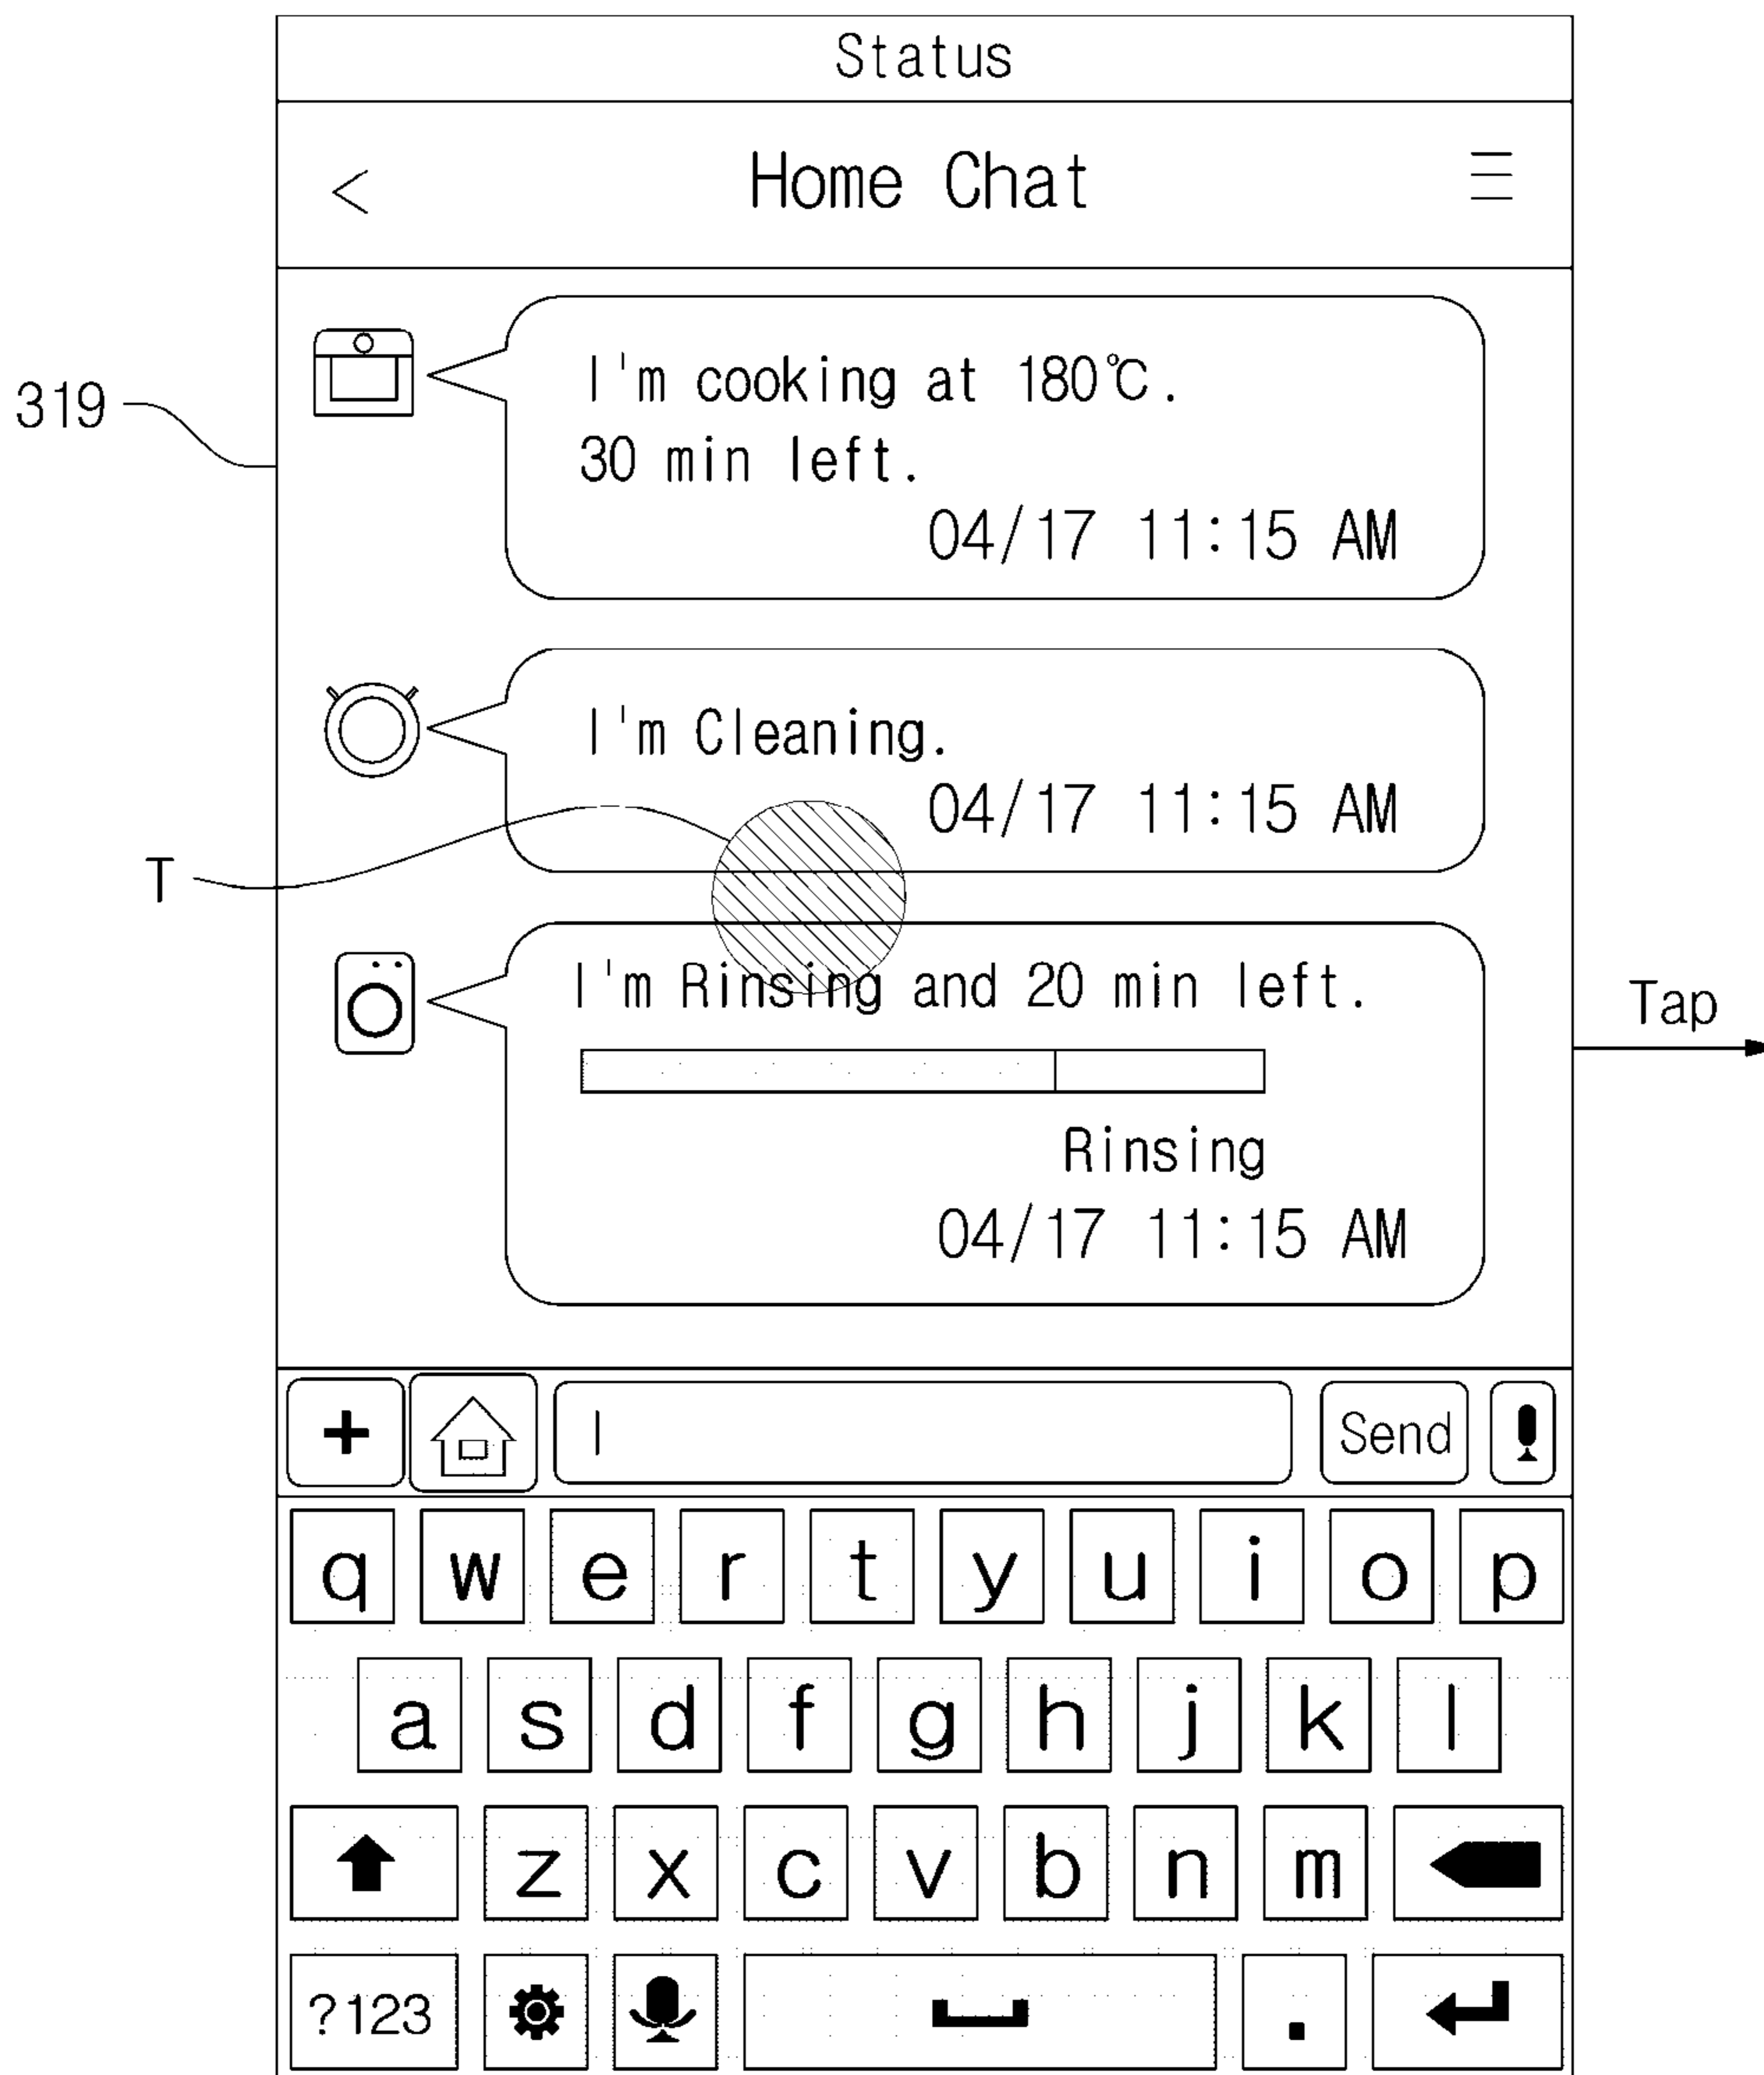 Status
< Home Chat
319
I'm cooking at 180℃.
30 min left.
04/17 11:15 AM
I'm Cleaning.
04/17 11:15 AM
T
I'm Rinsing and 20 min left.
Tap
Rinsing
04/17 11:15 AM
+ Send
q w e r t y u i o p
a s d f g h j k l
z x c v b n m
?123 .